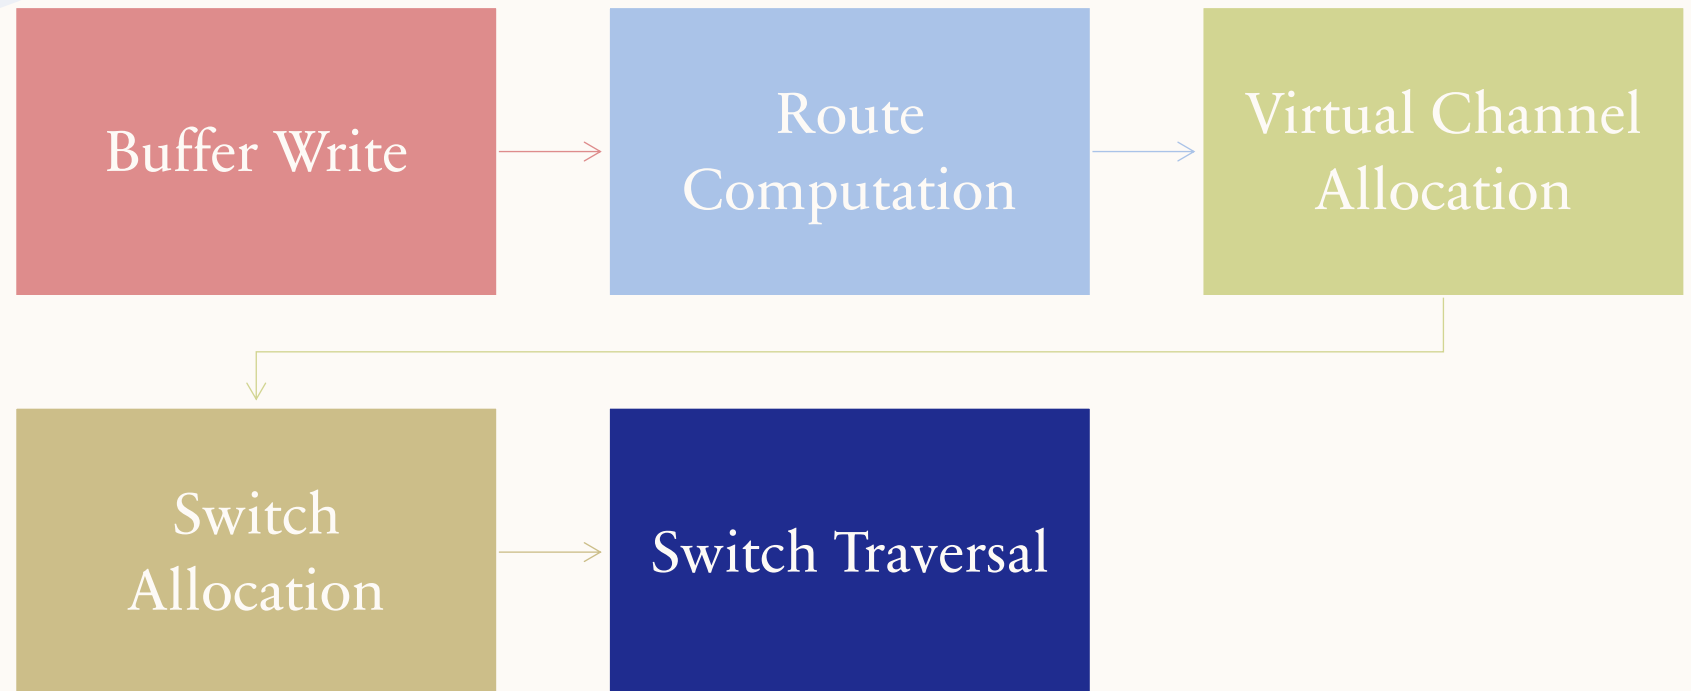 Buffer Write
Route
Computation
Virtual Channel
Allocation
Switch
Allocation
Switch Traversal